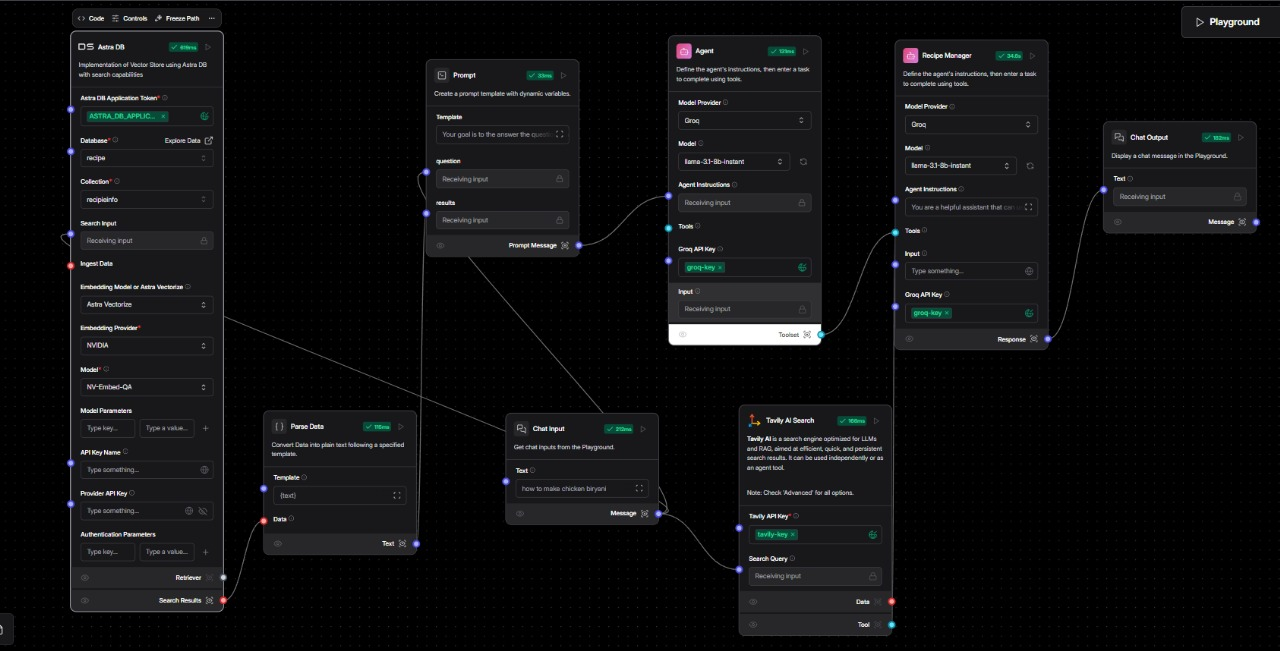 Code Controls Freeze Path ...
Astra DB 619ms
Implementation of Vector Store using Astra DB
with search capabilities
Astra DB Application Token*
ASTRA_DB_APPLIC... ×
Database* Explore Data
recipe
Collection*
recipieinfo
Search Input
Receiving input
Ingest Data
Embedding Model or Astra Vectorize
Astra Vectorize
Embedding Provider*
NVIDIA
Model*
NV-Embed-QA
Model Parameters
Type key... Type a value... +
API Key Name
Type something...
Provider API Key
Type something...
Authentication Parameters
Type key... Type a value... +
Retriever
Search Results
Parse Data 116ms
Convert Data into plain text following a specified
template.
Template
{text}
Data
Text
Prompt 33ms
Create a prompt template with dynamic variables.
Template
Your goal is to the answer the ques
question
Receiving input
results
Receiving input
Prompt Message
Chat Input 213ms
Get chat inputs from the Playground.
Text
how to make chicken biryani
Message
Agent
Define the agent's instructions, then enter a task
to complete using tools.
Model Provider
Groq
Model
llama-3.1-8b-instant
Agent Instructions
Receiving input
Tools
Groq API Key
groq-key ×
Input
Receiving input
Toolset
Tavily AI Search 166ms
Tavily AI is a search engine optimized for LLMs
and RAG, aimed at efficient, quick, and persistent
search results. It can be used independently or as
an agent tool.
Note: Check 'Advanced' for all options.
Tavily API Key*
tavily-key ×
Search Query
Receiving input
Data
Tool
Recipe Manager 34.6s
Define the agent's instructions, then enter a task
to complete using tools.
Model Provider
Groq
Model
llama-3.1-8b-instant
Agent Instructions
You are a helpful assistant that can
Tools
Input
Type something...
Groq API Key
groq-key ×
Response
Chat Output 162ms
Display a chat message in the Playground.
Text
Receiving input
Message
Playground